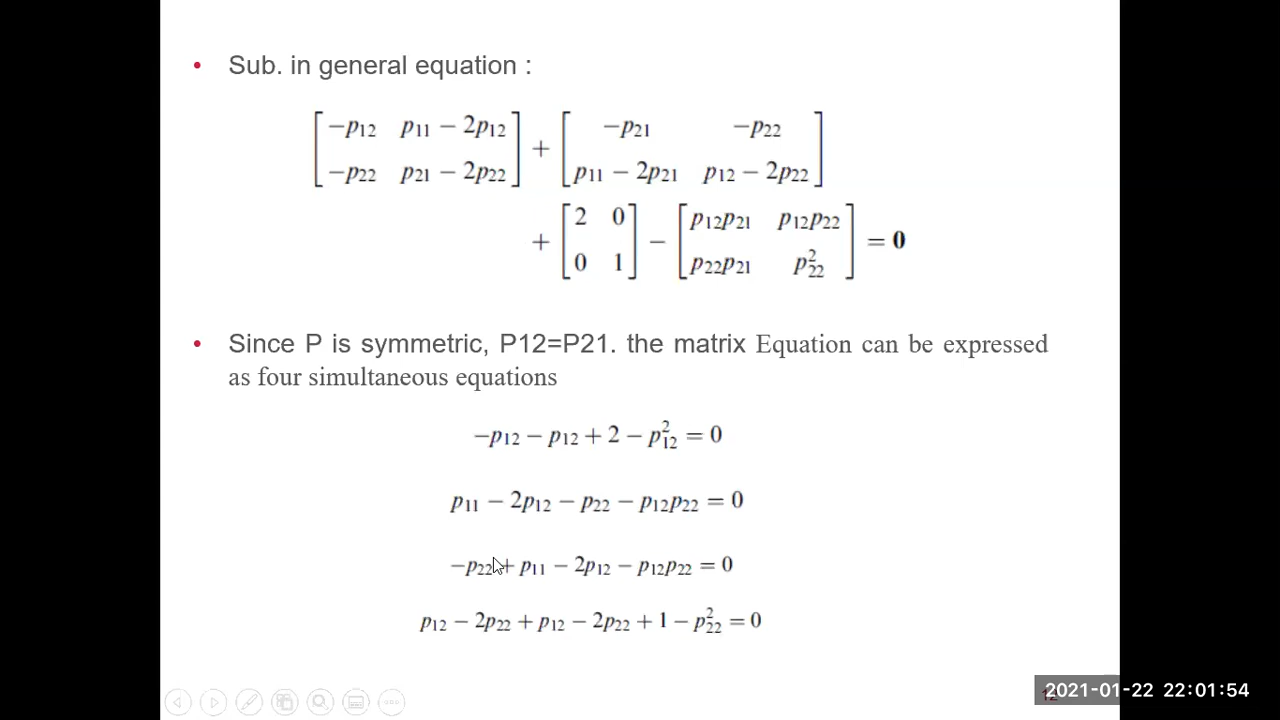 • Sub. in general equation :
[−p₁₂ p₁₁ − 2p₁₂; −p₂₂ p₂₁ − 2p₂₂] + [−p₂₁ −p₂₂; p₁₁ − 2p₂₁ p₁₂ − 2p₂₂]
+ [2 0; 0 1] − [p₁₂p₂₁ p₁₂p₂₂; p₂₂p₂₁ p₂₂²] = 0
• Since P is symmetric, P12=P21. the matrix Equation can be expressed
as four simultaneous equations
−p₁₂ − p₁₂ + 2 − p₁₂² = 0
p₁₁ − 2p₁₂ − p₂₂ − p₁₂p₂₂ = 0
−p₂₂ + p₁₁ − 2p₁₂ − p₁₂p₂₂ = 0
p₁₂ − 2p₂₂ + p₁₂ − 2p₂₂ + 1 − p₂₂² = 0
2021-01-22 22:01:54